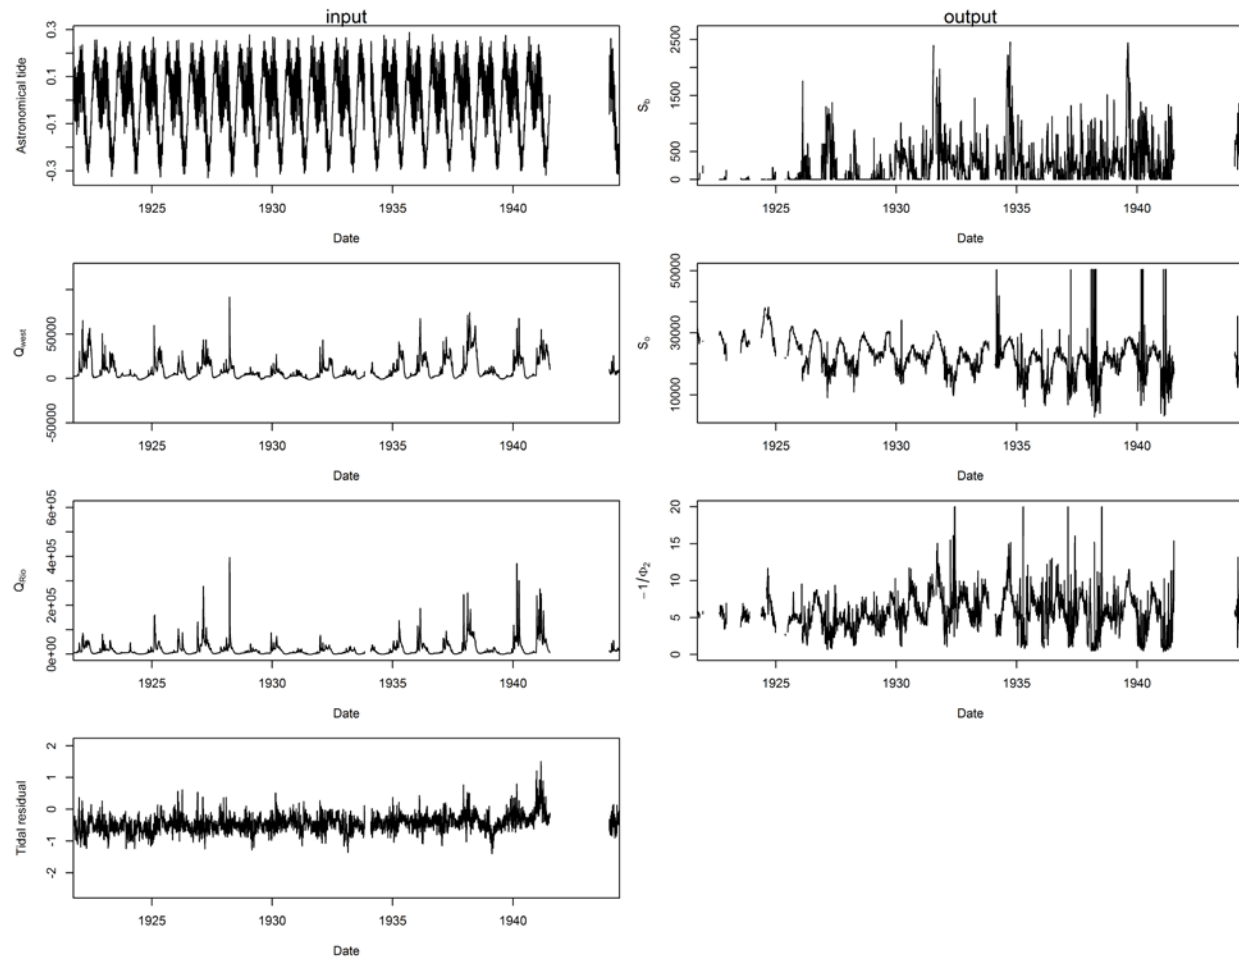 input
output
Astronomical tide
0.3
-0.1
-0.3
1925 1930 1935 1940
Date
S_b
2500
1500
500
0
1925 1930 1935 1940
Date
Q_west
50000
0
-50000
1925 1930 1935 1940
Date
S_o
50000
30000
10000
1925 1930 1935 1940
Date
Q_Rio
6e+05
4e+05
2e+05
0e+00
1925 1930 1935 1940
Date
−1/Φ₂
20
15
10
5
0
1925 1930 1935 1940
Date
Tidal residual
2
1
0
-1
-2
1925 1930 1935 1940
Date